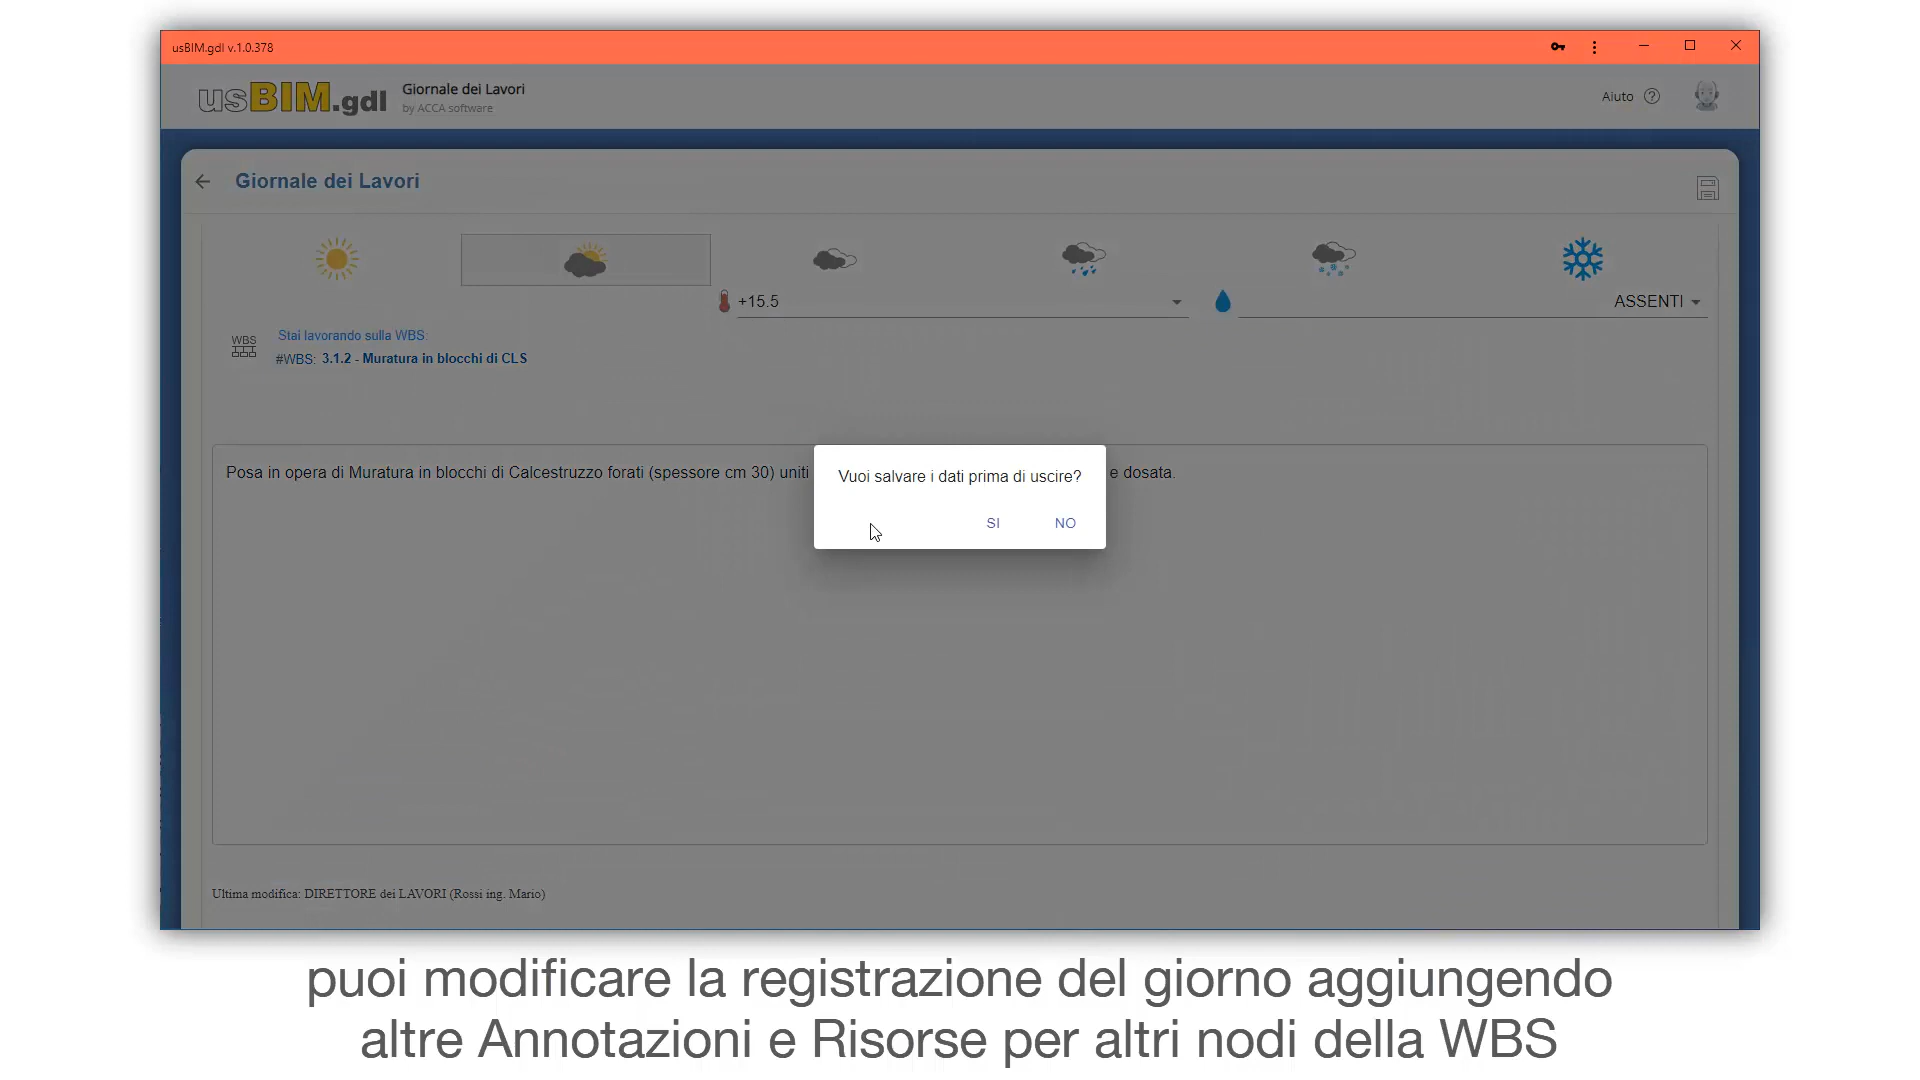 usBIM.gdl v.1.0.378
usBIM.gdl
Giornale dei Lavori
by ACCA software
Aiuto
Giornale dei Lavori
+15.5
ASSENTI
WBS
Stai lavorando sulla WBS:
#WBS: 3.1.2 - Muratura in blocchi di CLS
Posa in opera di Muratura in blocchi di Calcestruzzo forati (spessore cm 30) uniti e dosata.
Vuoi salvare i dati prima di uscire?
SI NO
Ultima modifica: DIRETTORE dei LAVORI (Rossi ing. Mario)
puoi modificare la registrazione del giorno aggiungendo
altre Annotazioni e Risorse per altri nodi della WBS